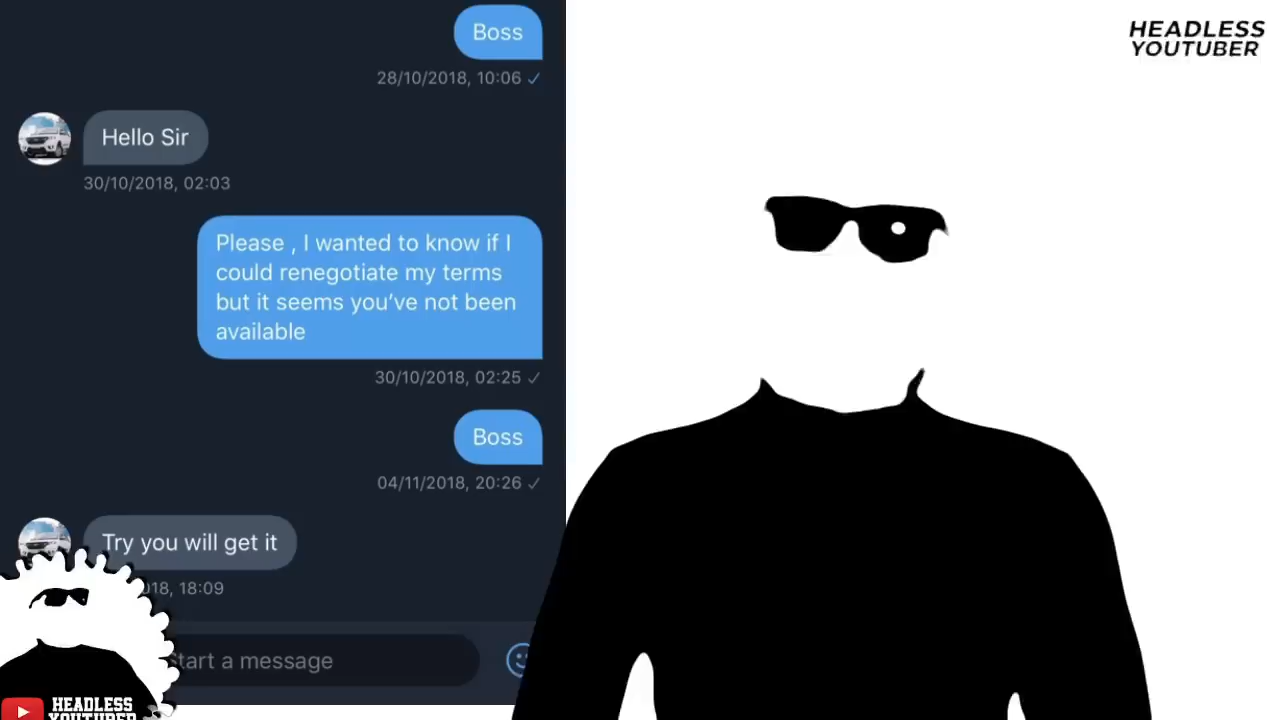 HEADLESS
YOUTUBER
Boss
28/10/2018, 10:06
Hello Sir
30/10/2018, 02:03
Please , I wanted to know if I
could renegotiate my terms
but it seems you’ve not been
available
30/10/2018, 02:25
Boss
04/11/2018, 20:26
Try you will get it
018, 18:09
Start a message
HEADLESS
YOUTUBER